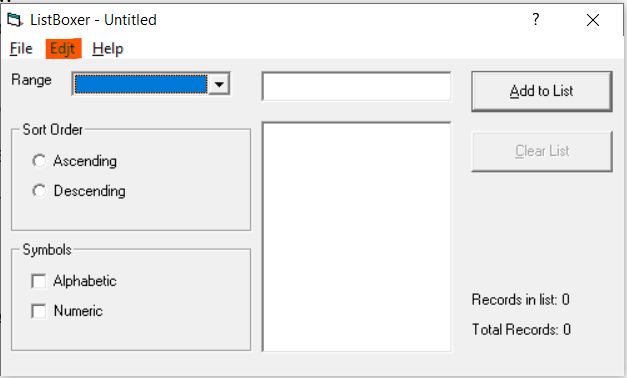 ListBoxer - Untitled
File Edjt Help
Range
Add to List
Sort Order
Ascending
Clear List
Descending
Symbols
Alphabetic
Records in list: 0
Numeric
Total Records: 0